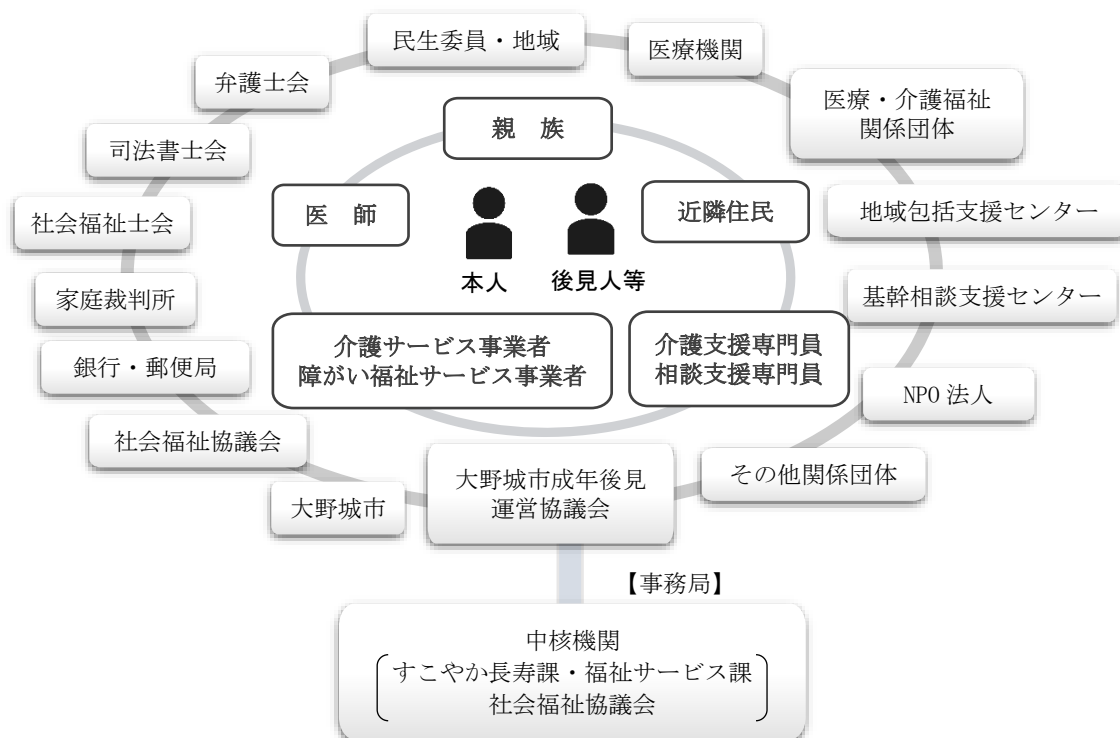 民生委員・地域
医療機関
弁護士会
医療・介護福祉
関係団体
親　族
司法書士会
医　師
近隣住民
社会福祉士会
地域包括支援センター
本人
後見人等
家庭裁判所
基幹相談支援センター
介護サービス事業者
障がい福祉サービス事業者
介護支援専門員
相談支援専門員
銀行・郵便局
NPO 法人
社会福祉協議会
大野城市成年後見
運営協議会
その他関係団体
大野城市
【事務局】
中核機関
すこやか長寿課・福祉サービス課
社会福祉協議会